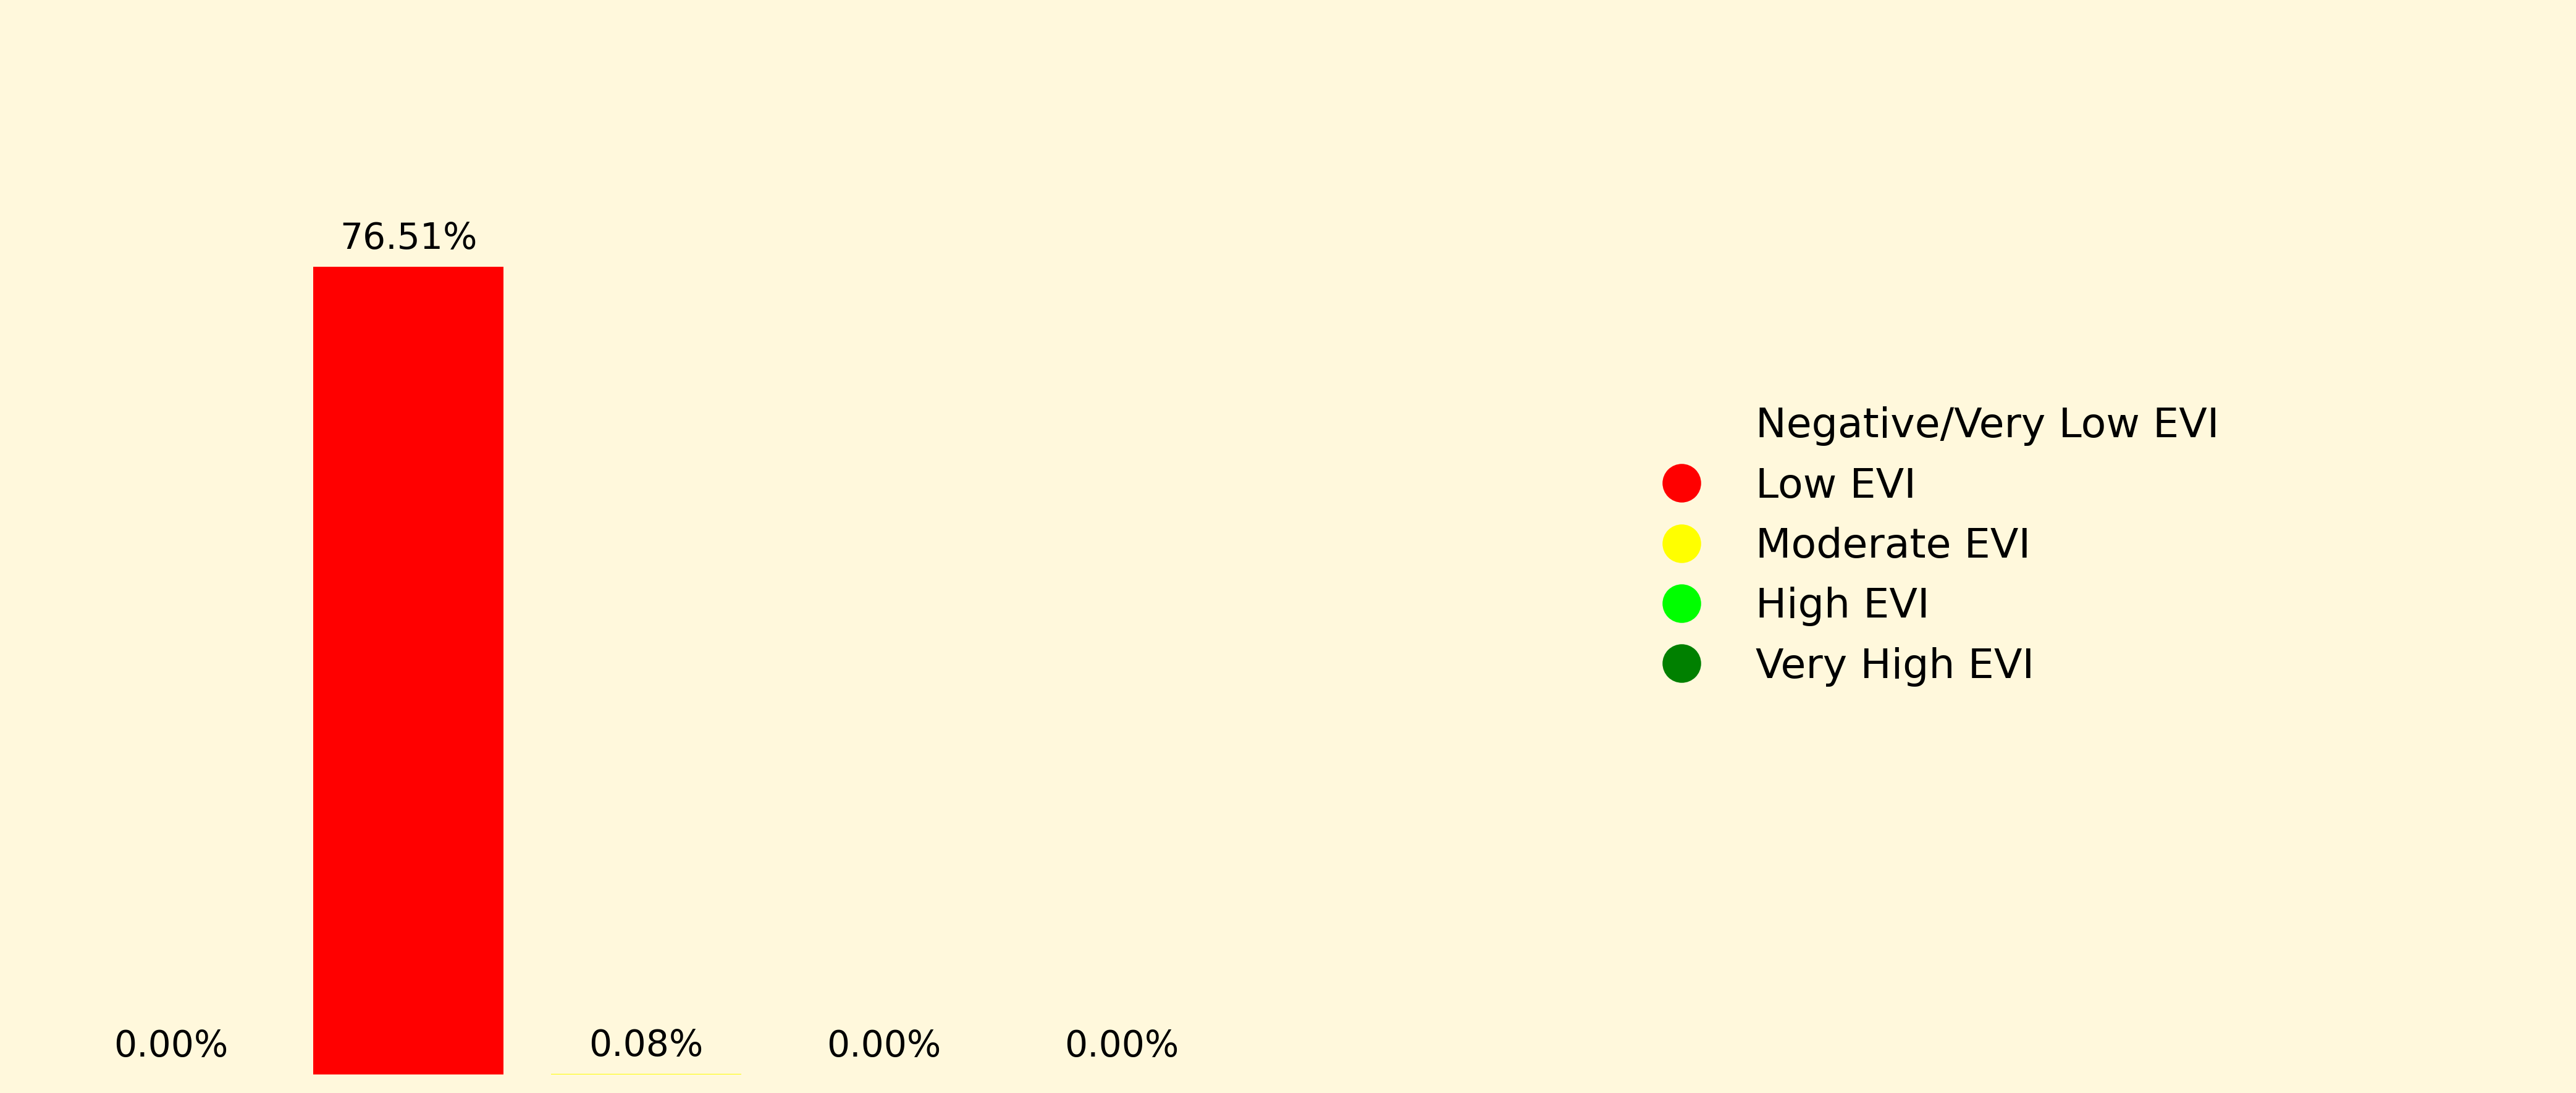 76.51%
0.00%
0.08%
0.00%
0.00%
Negative/Very Low EVI
Low EVI
Moderate EVI
High EVI
Very High EVI